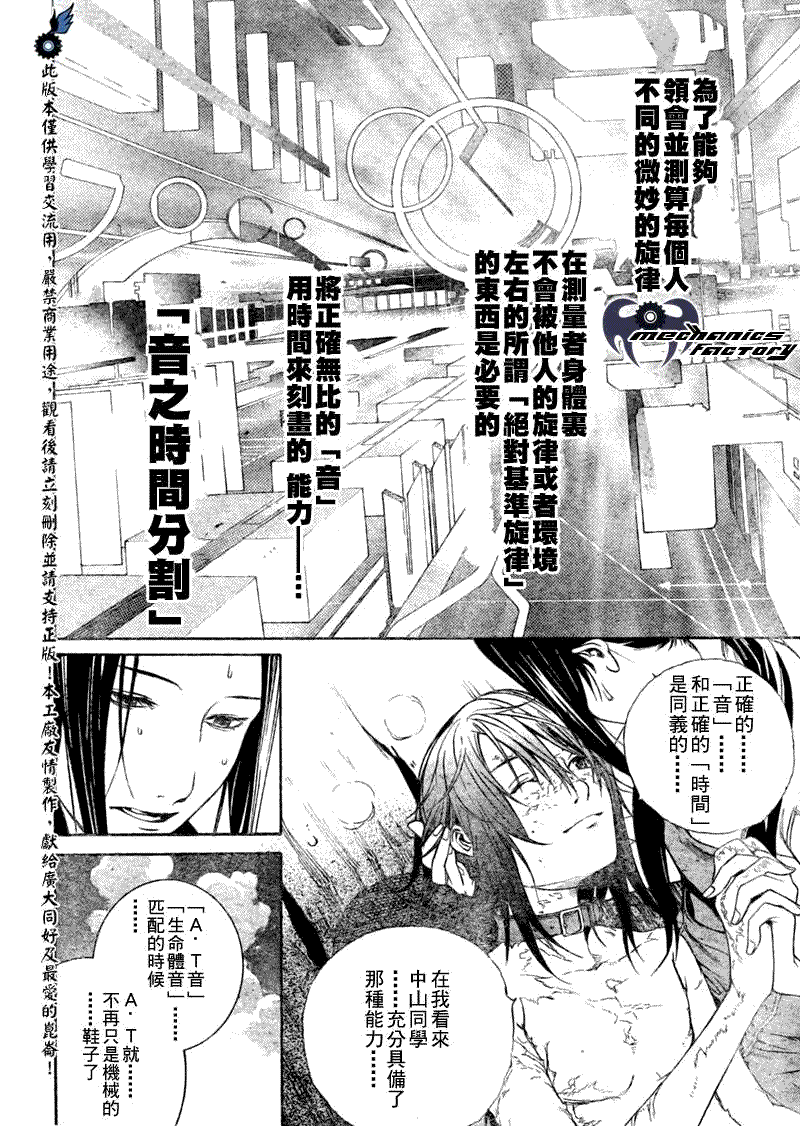 為了能夠
領會並測算每個人
不同的微妙的旋律
mechanics
factory
在測量者身體裏
不會被他人的旋律或者環境
左右的所謂「絕對基準旋律」
的東西是必要的
將正確無比的「音」
用時間來刻畫的 能力——……
「音之時間分割」
正確的……
「音」……
和正確的「時間」
是同義的……
在我看來
中山同學
……充分具備了
那種能力……
「A・T音」
「生命體音」……
匹配的時候
A・T就……
不再只是機械的
……鞋子了
此版本僅供學習交流用，嚴禁商業用途，觀看後請立刻刪除並請支持正版！本工廠友情製作，獻給廣大同好及最愛的崑崙！